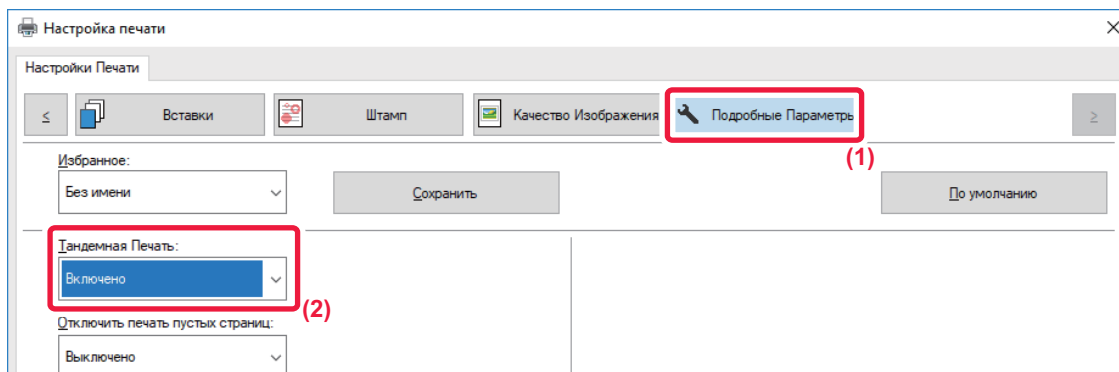 Настройка печати
Настройки Печати
< Вставки Штамп Качество Изображения Подробные Параметры >
(1)
Избранное:
Без имени Сохранить По умолчанию
Тандемная Печать:
Включено
(2)
Отключить печать пустых страниц:
Выключено